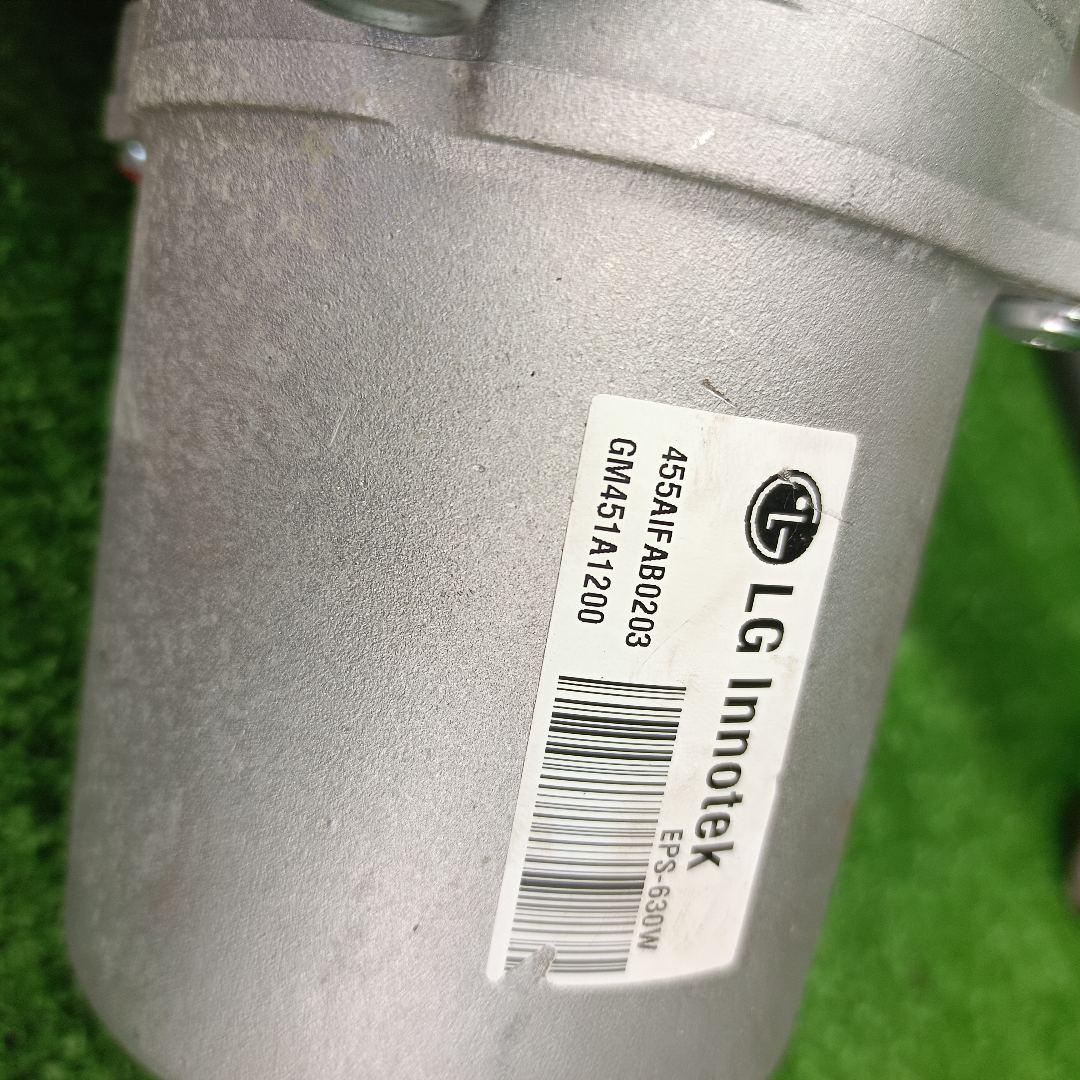 LG Innotek
EPS-630W
455AIFAB0203
GM451A1200